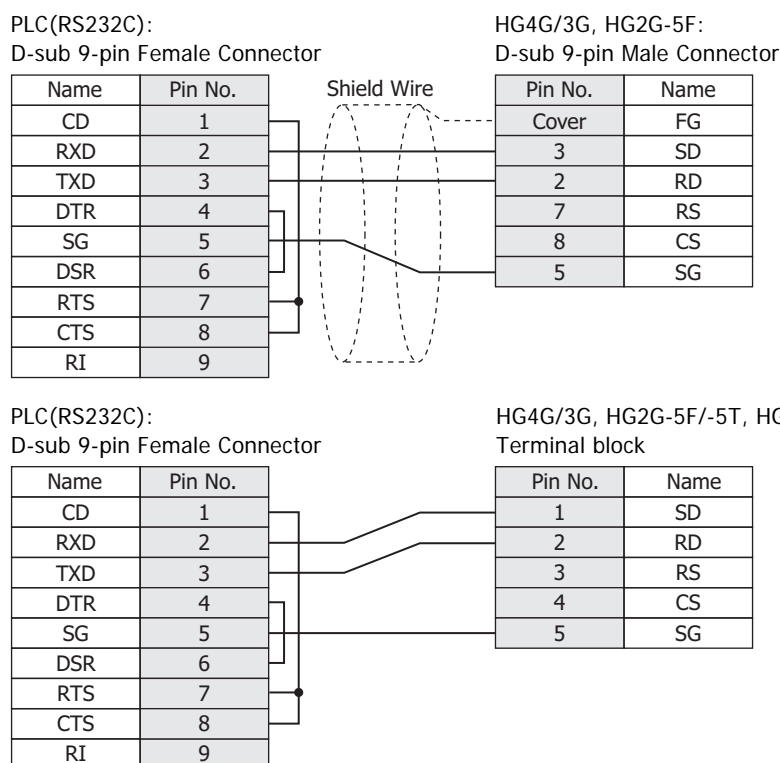 PLC(RS232C):
D-sub 9-pin Female Connector
HG4G/3G, HG2G-5F:
D-sub 9-pin Male Connector
Name Pin No. Shield Wire Pin No. Name
CD 1 Cover FG
RXD 2 3 SD
TXD 3 2 RD
DTR 4 7 RS
SG 5 8 CS
DSR 6 5 SG
RTS 7
CTS 8
RI 9
PLC(RS232C):
D-sub 9-pin Female Connector
HG4G/3G, HG2G-5F/-5T,
Terminal block
Name Pin No. Pin No. Name
CD 1 1 SD
RXD 2 2 RD
TXD 3 3 RS
DTR 4 4 CS
SG 5 5 SG
DSR 6
RTS 7
CTS 8
RI 9